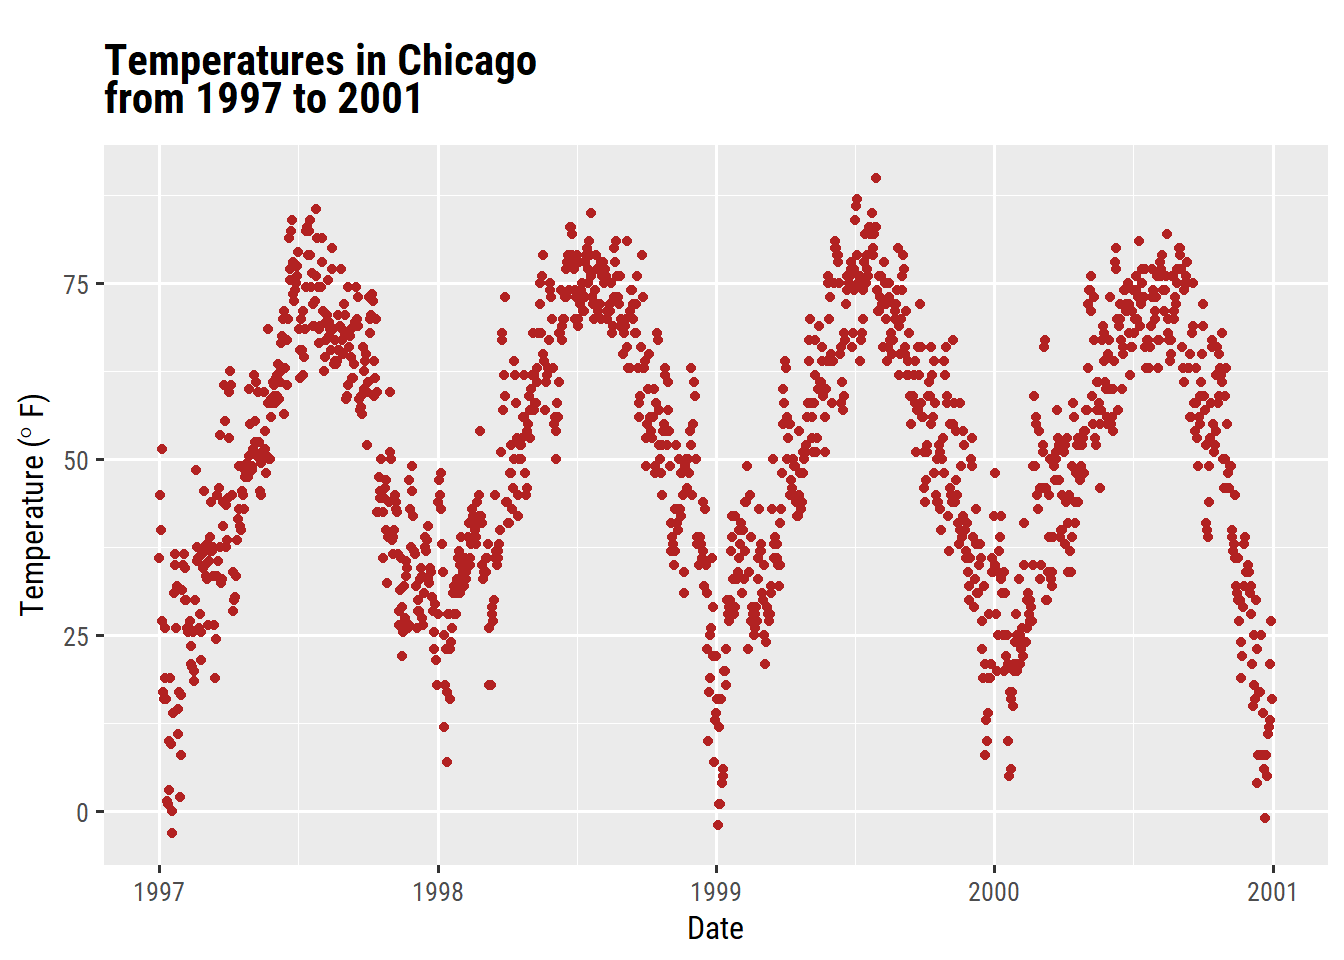 Temperatures in Chicago
from 1997 to 2001
Temperature (° F)
75
50
25
0
1997 1998 1999 2000 2001
Date